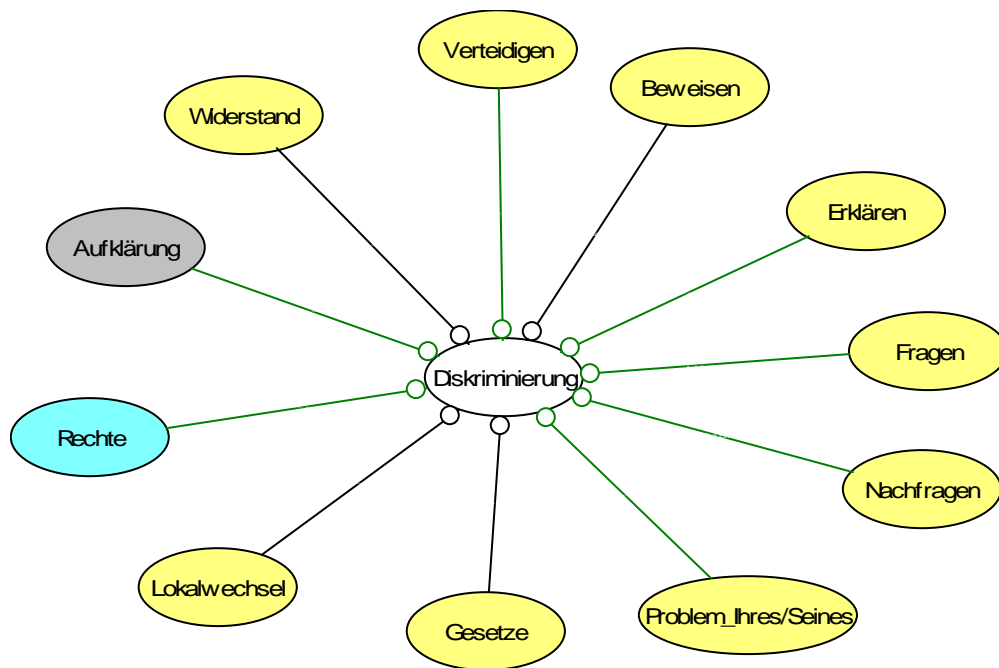 Verteidigen
Beweisen
Widerstand
Erklären
Aufklärung
Fragen
Diskriminierung
Rechte
Nachfragen
Lokalwechsel
Problem_Ihres/Seines
Gesetze